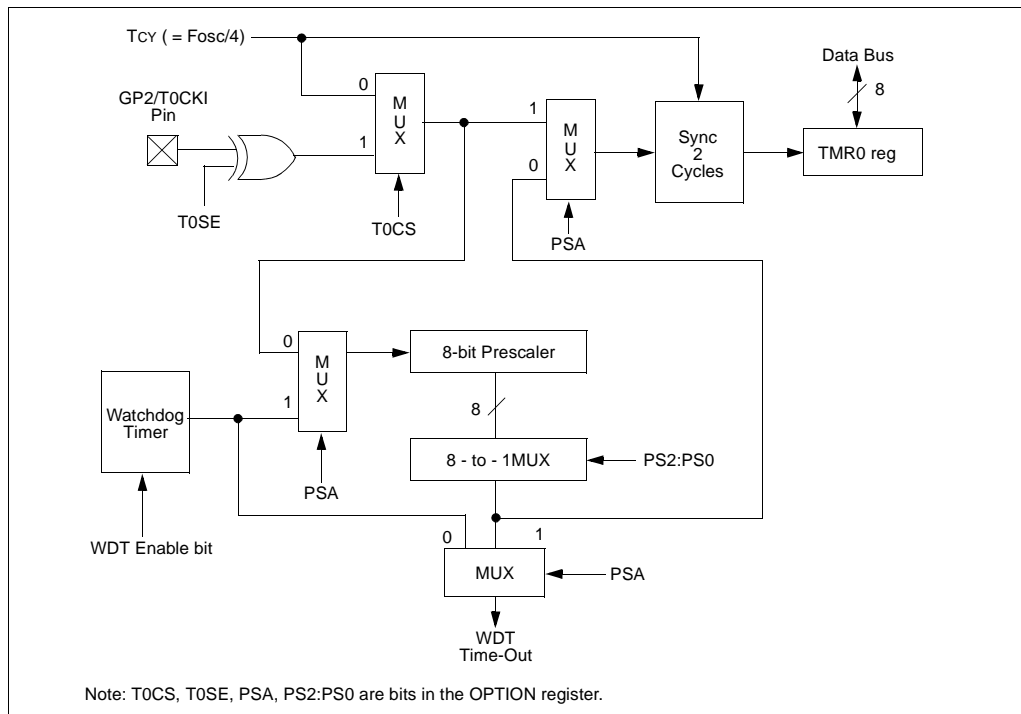 TCY ( = Fosc/4)
Data Bus
8
GP2/T0CKI
Pin
0
1
MUX
T0SE
T0CS
1
0
MUX
PSA
Sync
2
Cycles
TMR0 reg
0
1
MUX
PSA
8-bit Prescaler
8
8 - to - 1MUX
PS2:PS0
Watchdog
Timer
WDT Enable bit
0
1
MUX
PSA
WDT
Time-Out
Note: T0CS, T0SE, PSA, PS2:PS0 are bits in the OPTION register.